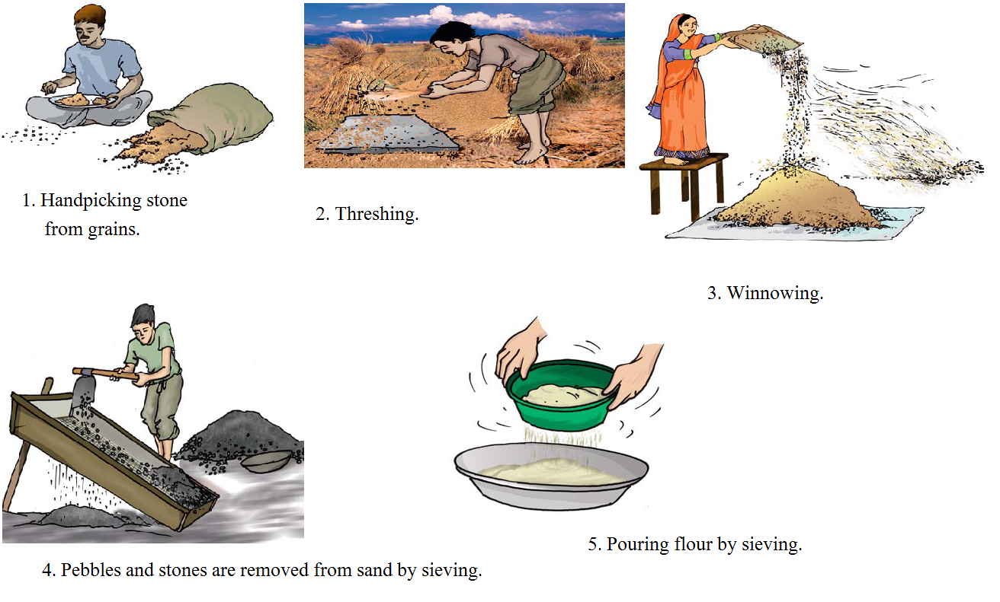 1. Handpicking stone
from grains.
2. Threshing.
3. Winnowing.
4. Pebbles and stones are removed from sand by sieving.
5. Pouring flour by sieving.